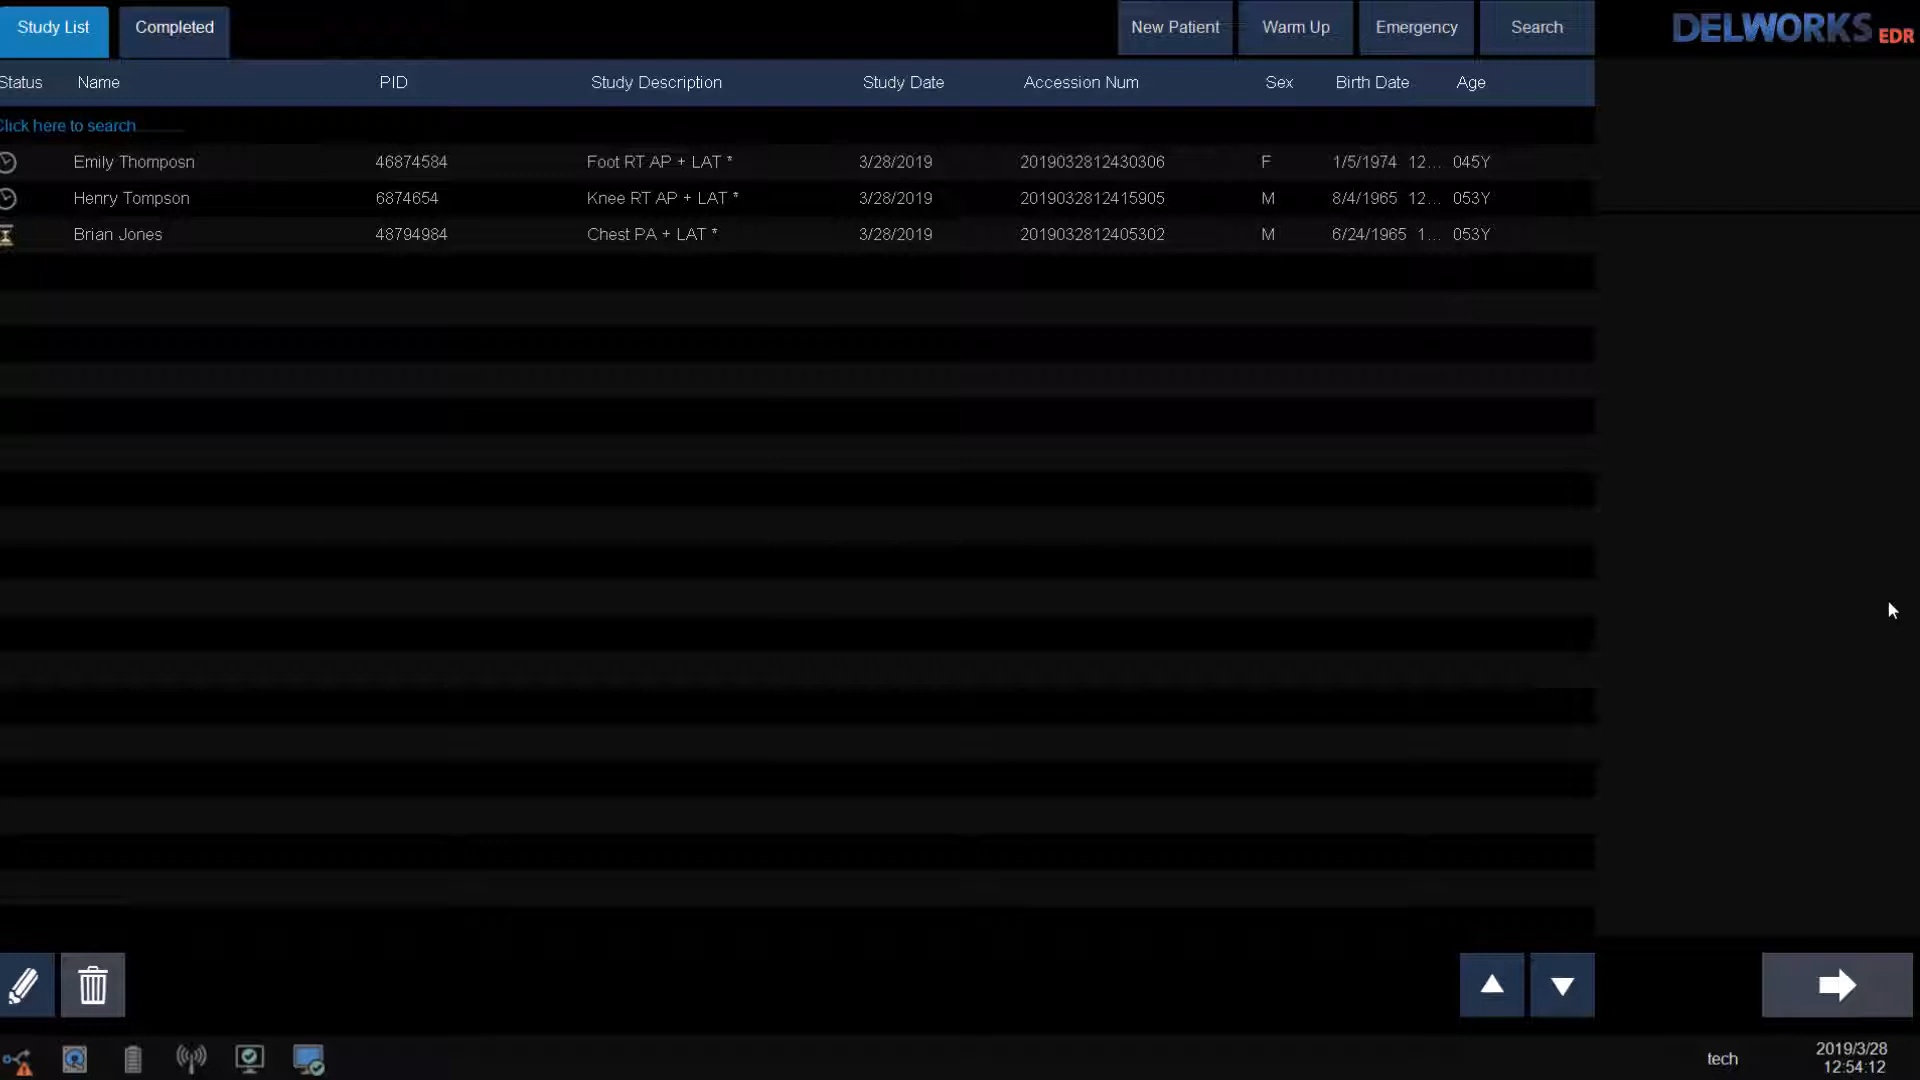 Study List Completed New Patient Warm Up Emergency Search DELWORKS EDR
Status Name PID Study Description Study Date Accession Num Sex Birth Date Age
Click here to search
Emily Thomposn 46874584 Foot RT AP + LAT * 3/28/2019 2019032812430306 F 1/5/1974 12... 045Y
Henry Tompson 6874654 Knee RT AP + LAT * 3/28/2019 2019032812415905 M 8/4/1965 12... 053Y
Brian Jones 48794984 Chest PA + LAT * 3/28/2019 2019032812405302 M 6/24/1965 1... 053Y
tech 2019/3/28
12:54:12